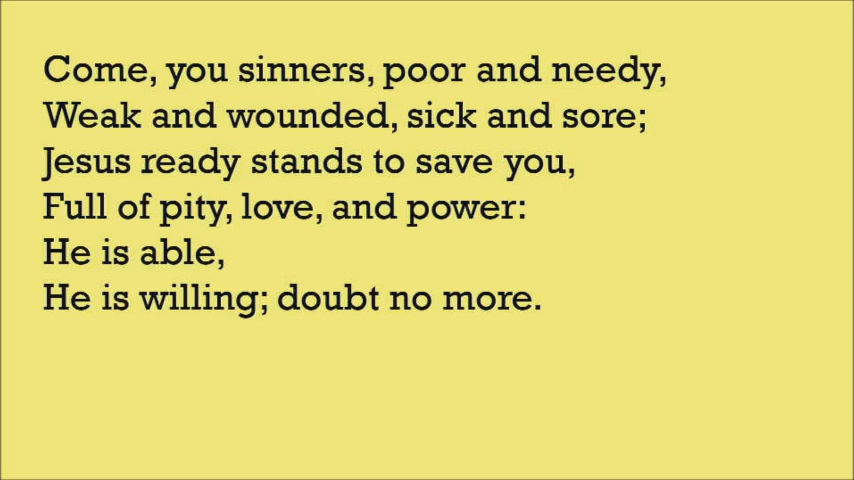 Come, you sinners, poor and needy,
Weak and wounded, sick and sore;
Jesus ready stands to save you,
Full of pity, love, and power:
He is able,
He is willing; doubt no more.